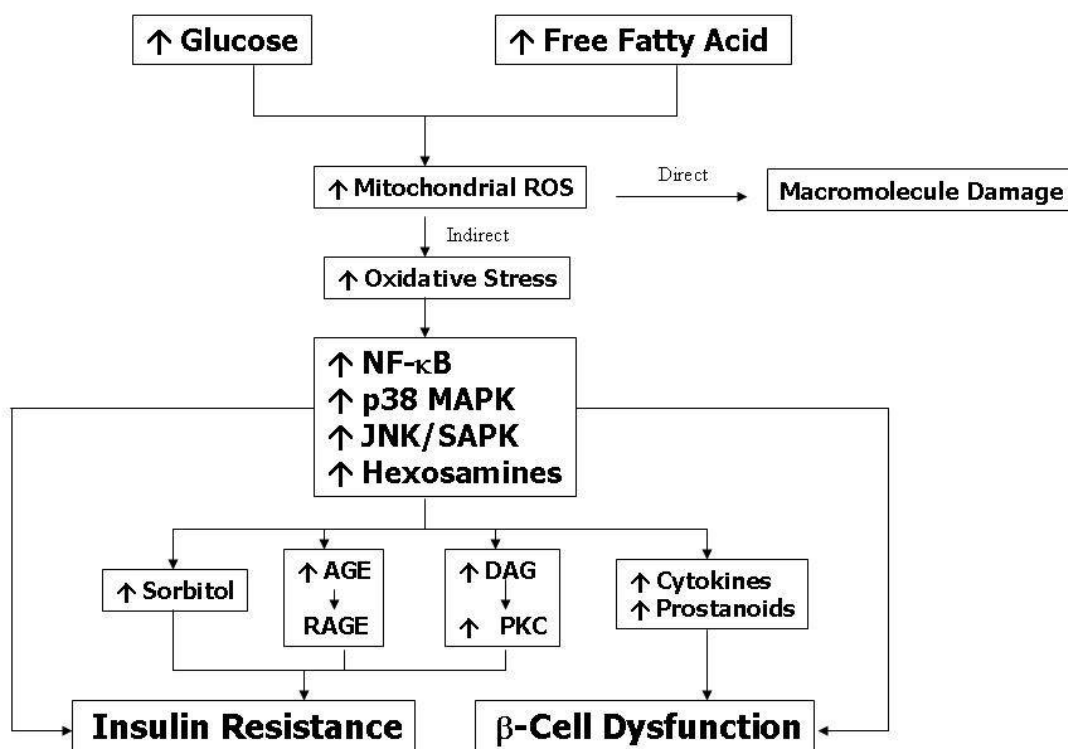 ↑ Glucose
↑ Free Fatty Acid
↑ Mitochondrial ROS
Direct
Macromolecule Damage
Indirect
↑ Oxidative Stress
↑ NF-κB
↑ p38 MAPK
↑ JNK/SAPK
↑ Hexosamines
↑ Sorbitol
↑ AGE
RAGE
↑ DAG
↑ PKC
↑ Cytokines
↑ Prostanoids
Insulin Resistance
β-Cell Dysfunction